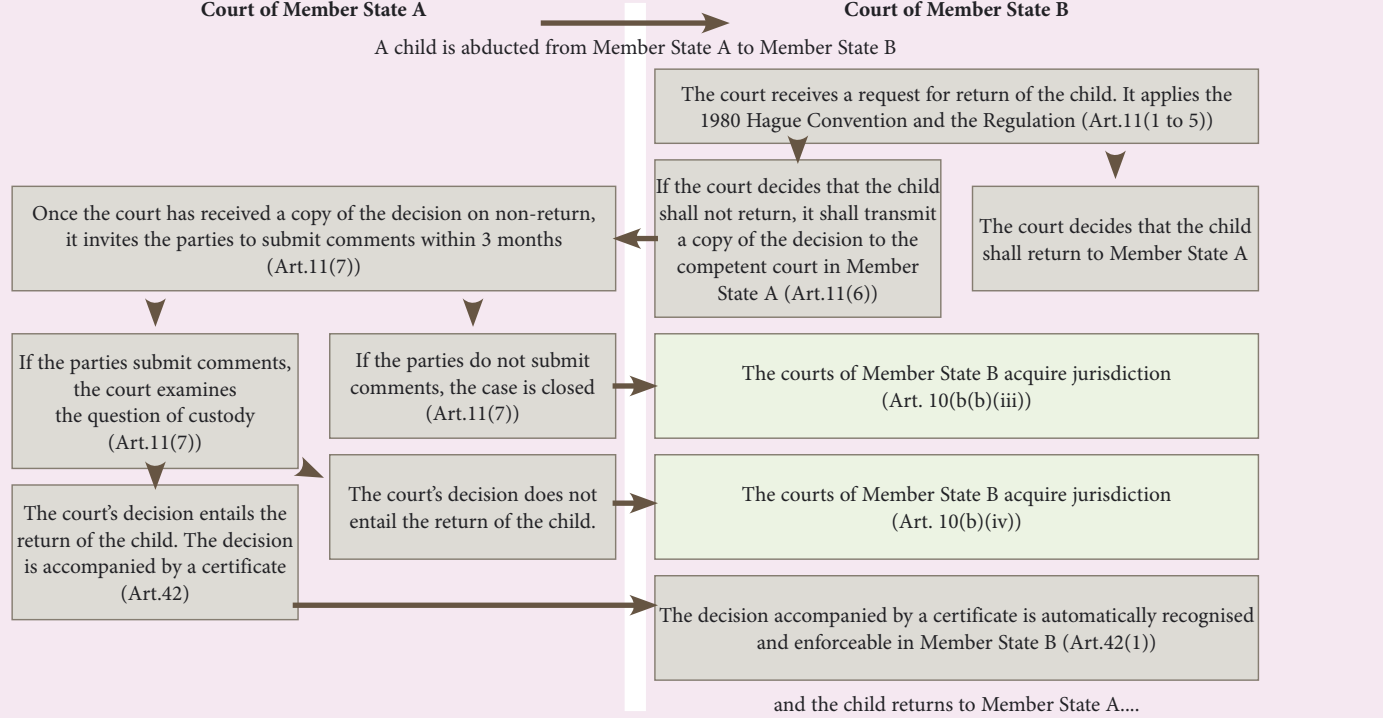 Court of Member State A
Court of Member State B
A child is abducted from Member State A to Member State B
The court receives a request for return of the child. It applies the
1980 Hague Convention and the Regulation (Art.11(1 to 5))
If the court decides that the child
shall not return, it shall transmit
a copy of the decision to the
competent court in Member
State A (Art.11(6))
The court decides that the child
shall return to Member State A
Once the court has received a copy of the decision on non-return,
it invites the parties to submit comments within 3 months
(Art.11(7))
If the parties submit comments,
the court examines
the question of custody
(Art.11(7))
If the parties do not submit
comments, the case is closed
(Art.11(7))
The courts of Member State B acquire jurisdiction
(Art. 10(b(b)(iii))
The court’s decision does not
entail the return of the child.
The courts of Member State B acquire jurisdiction
(Art. 10(b)(iv))
The court’s decision entails the
return of the child. The decision
is accompanied by a certificate
(Art.42)
The decision accompanied by a certificate is automatically recognised
and enforceable in Member State B (Art.42(1))
and the child returns to Member State A....